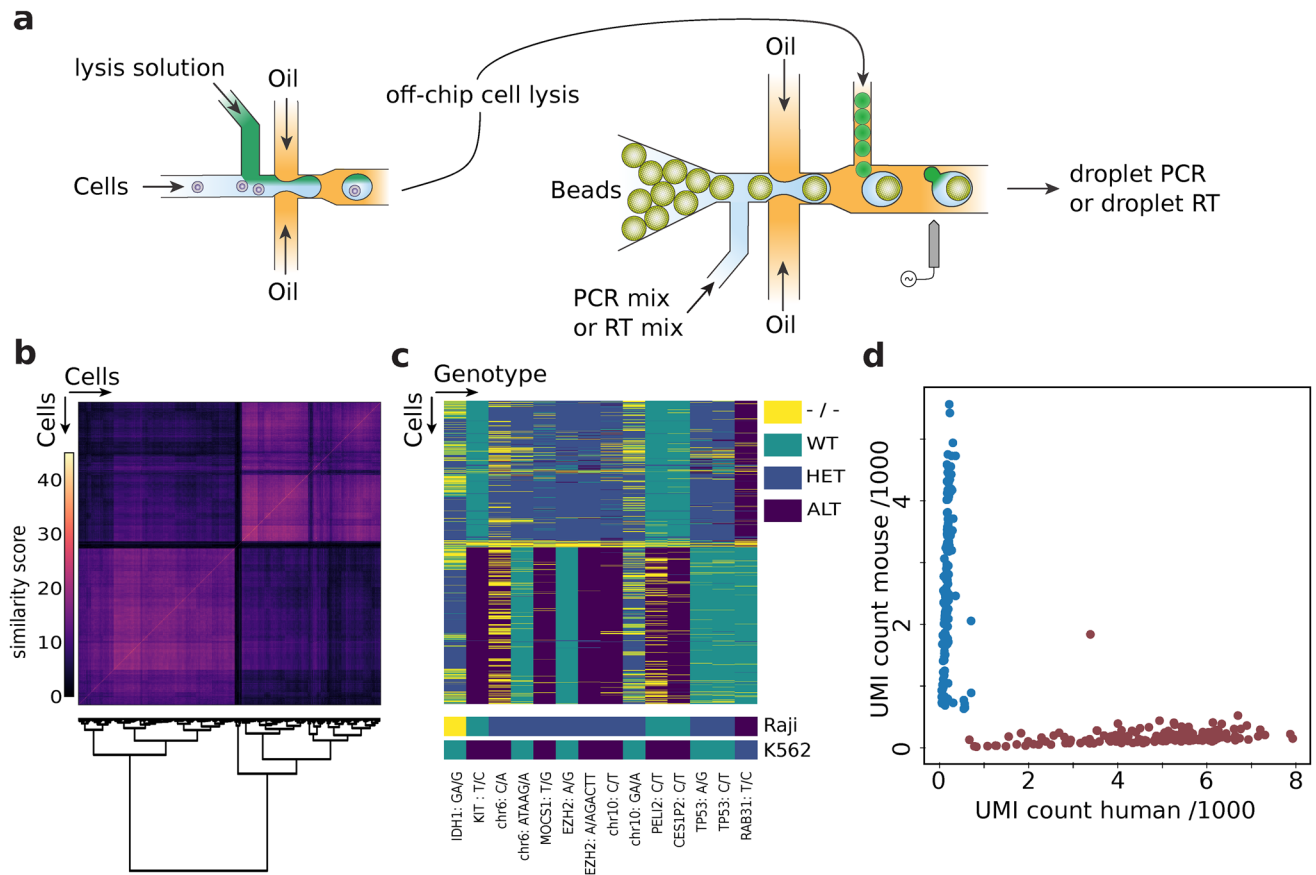 a
lysis solution
Oil
Cells
Oil
off-chip cell lysis
Oil
Beads
PCR mix
or RT mix
Oil
droplet PCR
or droplet RT
~
b
Cells
Cells
similarity score
40
30
20
10
0
c
Genotype
Cells
- / -
WT
HET
ALT
Raji
K562
IDH1: GA/G
KIT : T/C
chr6: C/A
chr6: ATAAG/A
MOCS1: T/G
EZH2: A/G
EZH2: A/AGACTT
chr10: C/T
chr10: GA/A
PELI2: C/T
CES1P2: C/T
TP53: A/G
TP53: C/T
RAB31: T/C
d
UMI count mouse /1000
4
2
0
0
2
4
6
8
UMI count human /1000